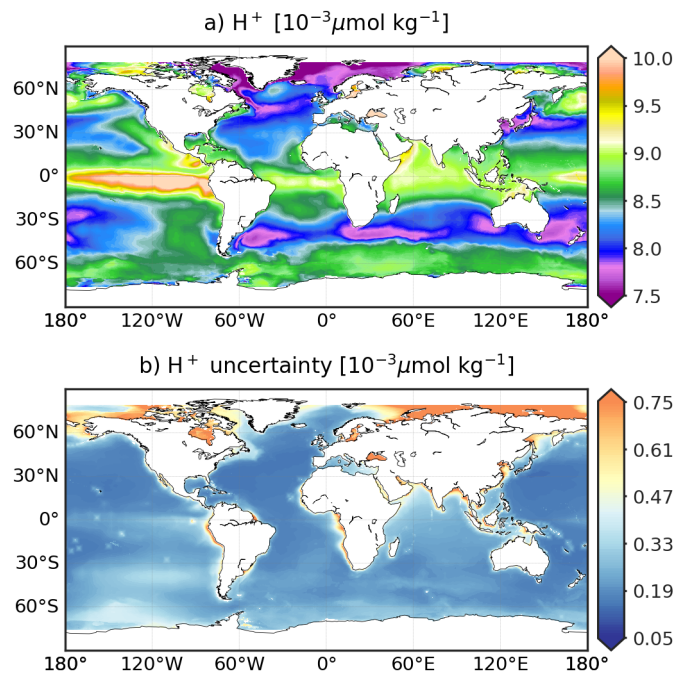 a) H⁺ [10⁻³μmol kg⁻¹]
10.0
60°N
9.5
30°N
9.0
0°
8.5
30°S
8.0
60°S
7.5
180° 120°W 60°W 0° 60°E 120°E 180°
b) H⁺ uncertainty [10⁻³μmol kg⁻¹]
0.75
60°N
0.61
30°N
0.47
0°
0.33
30°S
0.19
60°S
0.05
180° 120°W 60°W 0° 60°E 120°E 180°